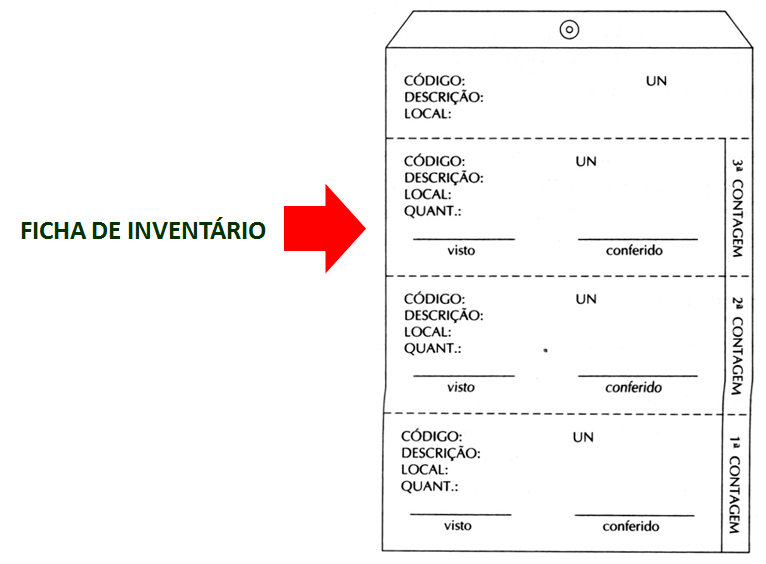 FICHA DE INVENTÁRIO
CÓDIGO: UN
DESCRIÇÃO:
LOCAL:
CÓDIGO: UN
DESCRIÇÃO:
LOCAL:
QUANT.:
visto conferido
3ª CONTAGEM
CÓDIGO: UN
DESCRIÇÃO:
LOCAL:
QUANT.:
visto conferido
2ª CONTAGEM
CÓDIGO: UN
DESCRIÇÃO:
LOCAL:
QUANT.:
visto conferido
1ª CONTAGEM